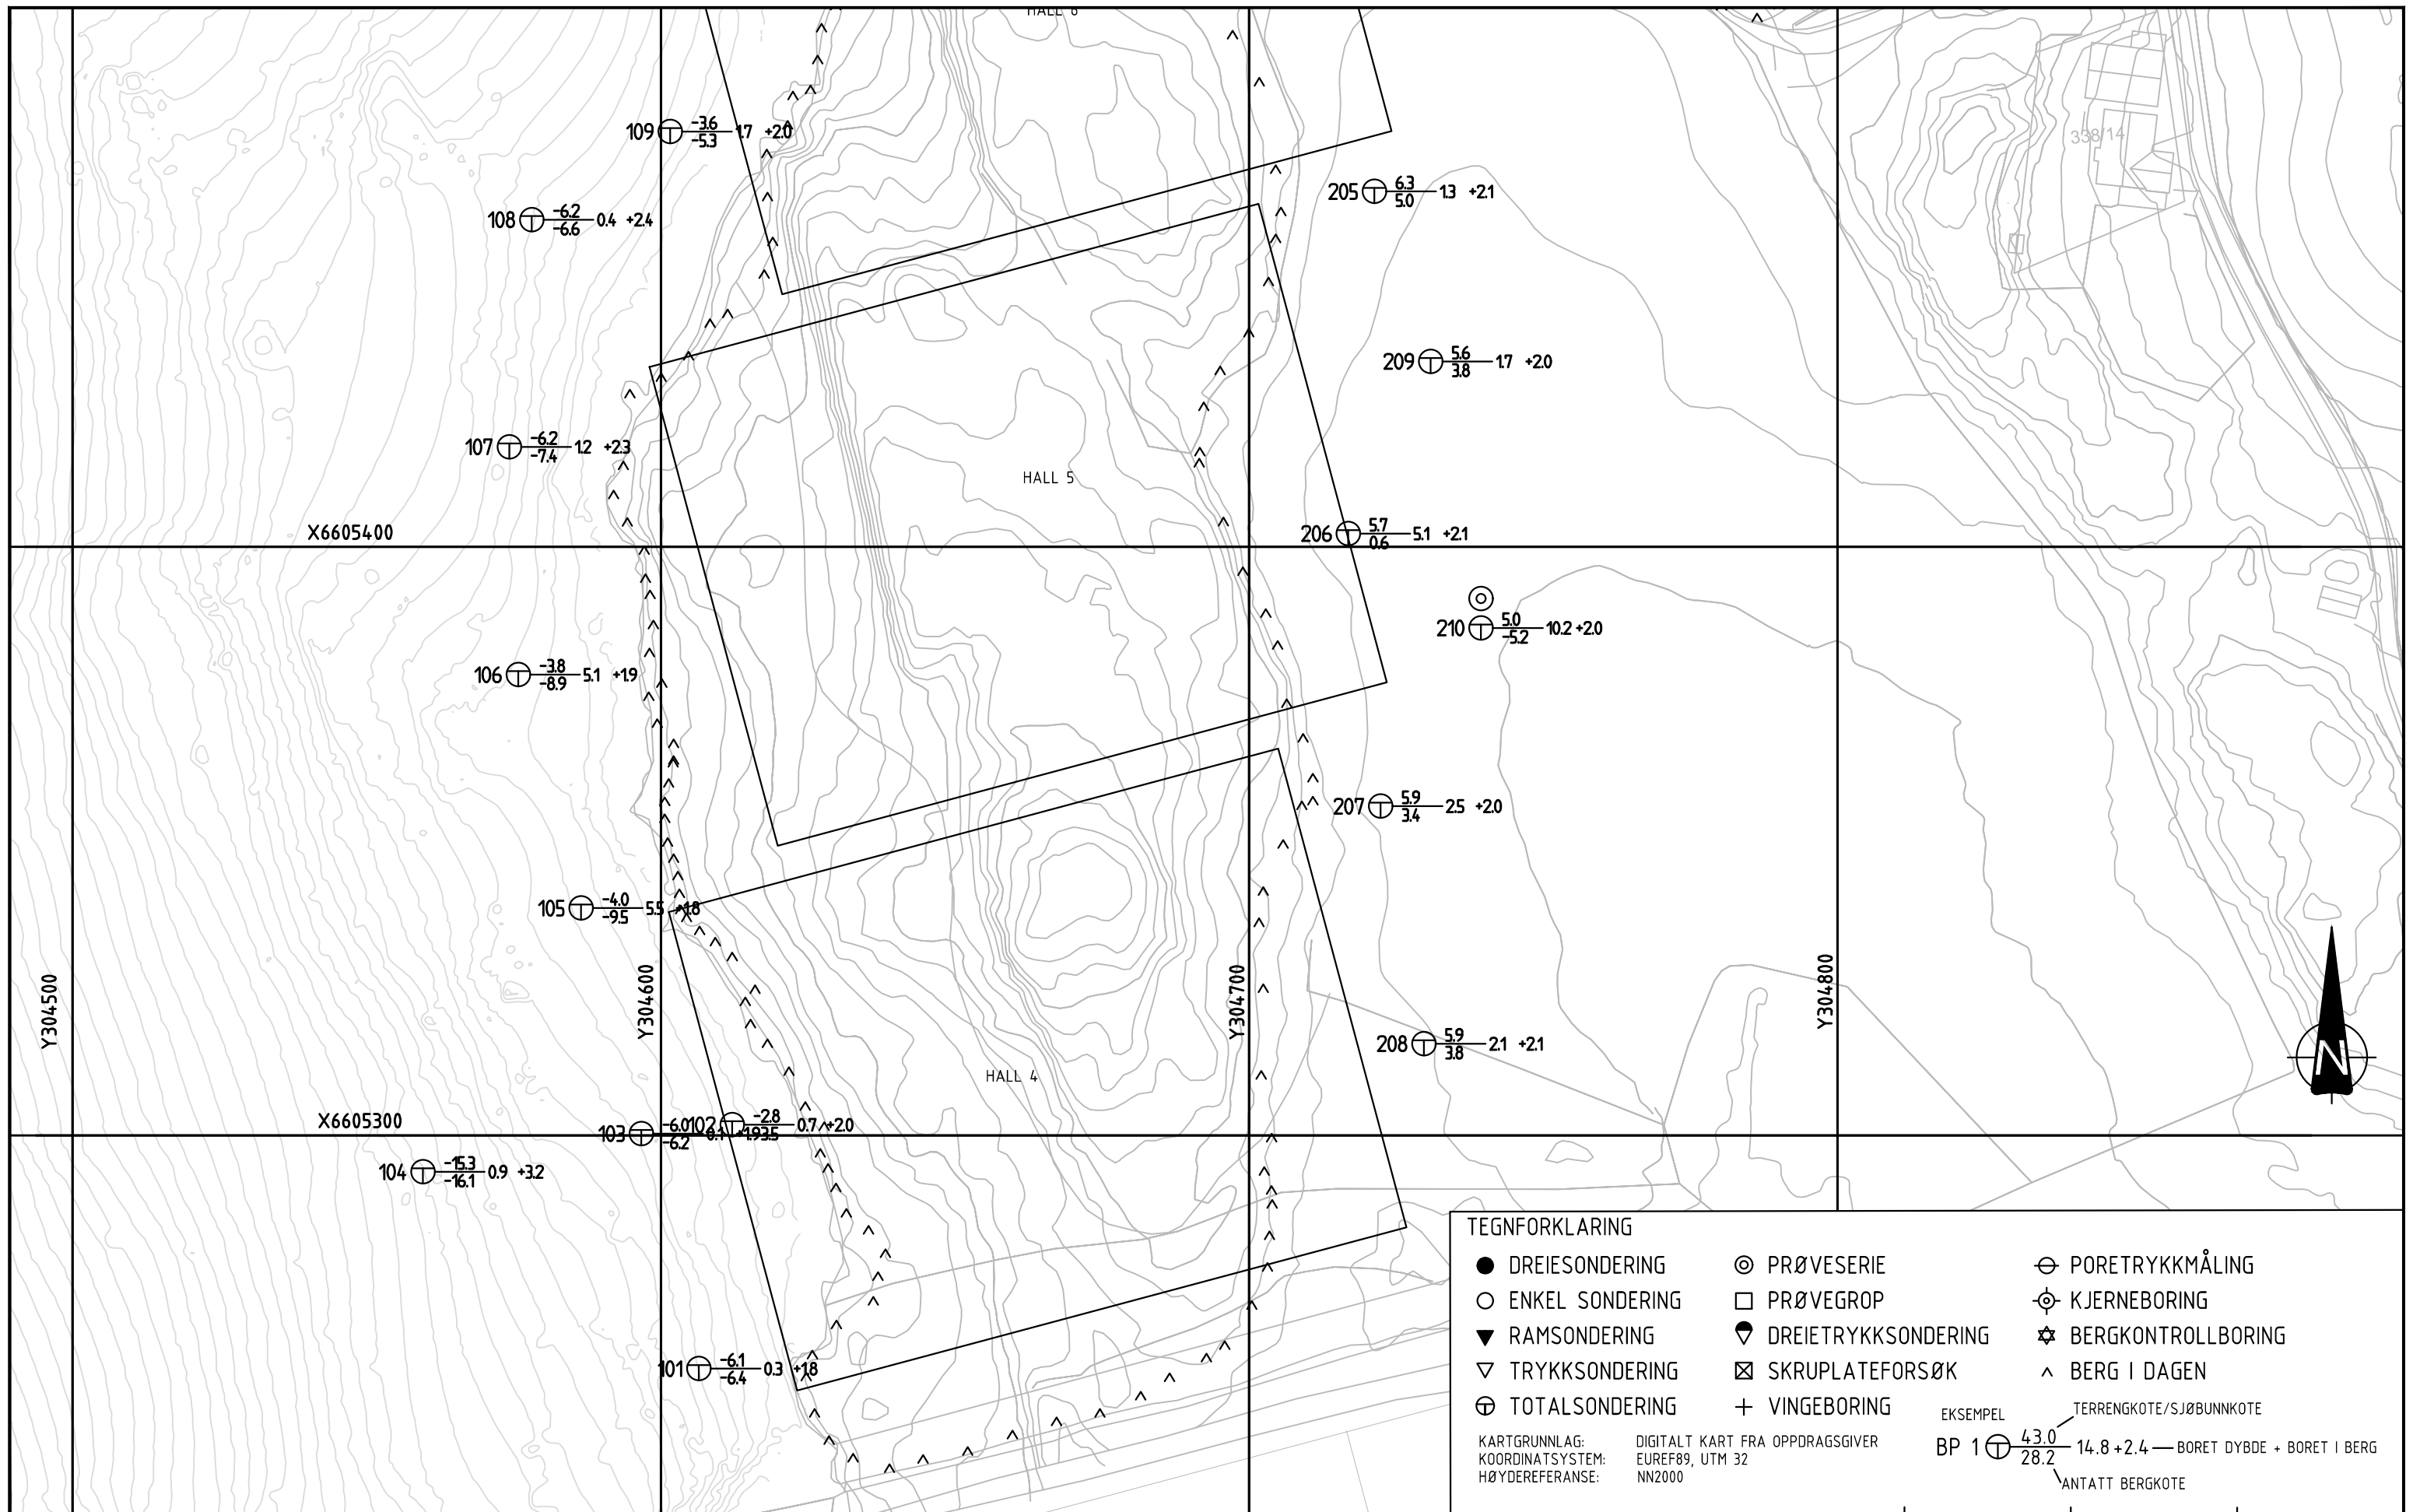 HALL 6
109 -3.6 1.7 +2.0
-5.3
338/14
205 6.3 1.3 +2.1
5.0
108 -6.2 0.4 +2.4
-6.6
209 5.6 1.7 +2.0
3.8
107 -6.2 1.2 +2.3
-7.4
HALL 5
X6605400
206 5.7 5.1 +2.1
0.6
210 5.0 10.2 +2.0
-5.2
106 -3.8 5.1 +1.9
-8.9
207 5.9 2.5 +2.0
3.4
105 -4.0 5.5 +1.8
-9.5
Y304500
Y304600
Y304700
Y304800
N
208 5.9 2.1 +2.1
3.8
HALL 4
X6605300
102 -2.8 0.7 +2.0
-3.5
103 -6.0 0.1 +1.9
-6.2
104 -15.3 0.9 +3.2
-16.1
101 -6.1 0.3 +1.8
-6.4
TEGNFORKLARING
DREIESONDERING
ENKEL SONDERING
RAMSONDERING
TRYKKSONDERING
TOTALSONDERING
PRØVESERIE
PRØVEGROP
DREIETRYKKSONDERING
SKRUPLATEFORSØK
VINGEBORING
PORETRYKKMÅLING
KJERNEBORING
BERGKONTROLLBORING
BERG I DAGEN
KARTGRUNNLAG: DIGITALT KART FRA OPPDRAGSGIVER
KOORDINATSYSTEM: EUREF89, UTM 32
HØYDEREFERANSE: NN2000
EKSEMPEL
TERRENGKOTE/SJØBUNNKOTE
BP 1 43.0 14.8 +2.4 BORET DYBDE + BORET I BERG
28.2
ANTATT BERGKOTE